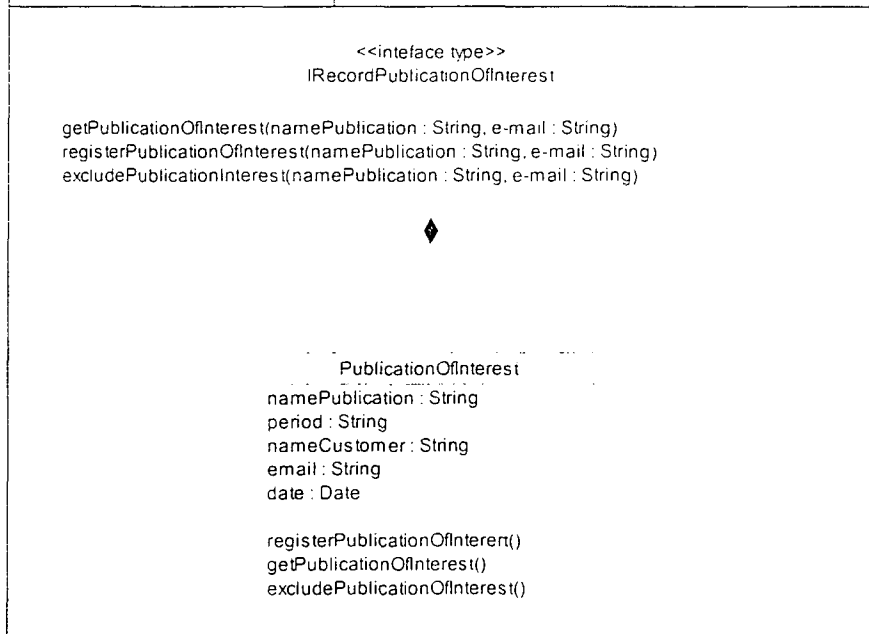 <<inteface type>>
IRecordPublicationOfInterest
getPublicationOfInterest(namePublication : String, e-mail : String)
registerPublicationOfInterest(namePublication : String, e-mail : String)
excludePublicationInterest(namePublication : String, e-mail : String)
PublicationOfInterest
namePublication : String
period : String
nameCustomer : String
email : String
date : Date
registerPublicationOfInterert()
getPublicationOfInterest()
excludePublicationOfInterest()